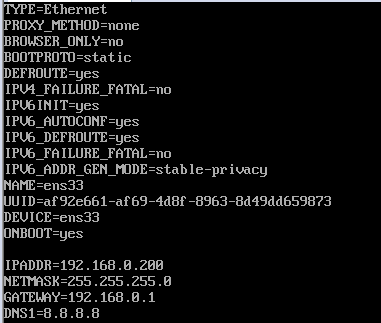 TYPE=Ethernet
PROXY_METHOD=none
BROWSER_ONLY=no
BOOTPROTO=static
DEFROUTE=yes
IPV4_FAILURE_FATAL=no
IPV6INIT=yes
IPV6_AUTOCONF=yes
IPV6_DEFROUTE=yes
IPV6_FAILURE_FATAL=no
IPV6_ADDR_GEN_MODE=stable-privacy
NAME=ens33
UUID=af92e661-af69-4d8f-8963-8d49dd659873
DEVICE=ens33
ONBOOT=yes

IPADDR=192.168.0.200
NETMASK=255.255.255.0
GATEWAY=192.168.0.1
DNS1=8.8.8.8